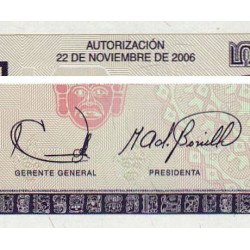 AUTORIZACIÓN
22 DE NOVIEMBRE DE 2006
GERENTE GENERAL PRESIDENTA